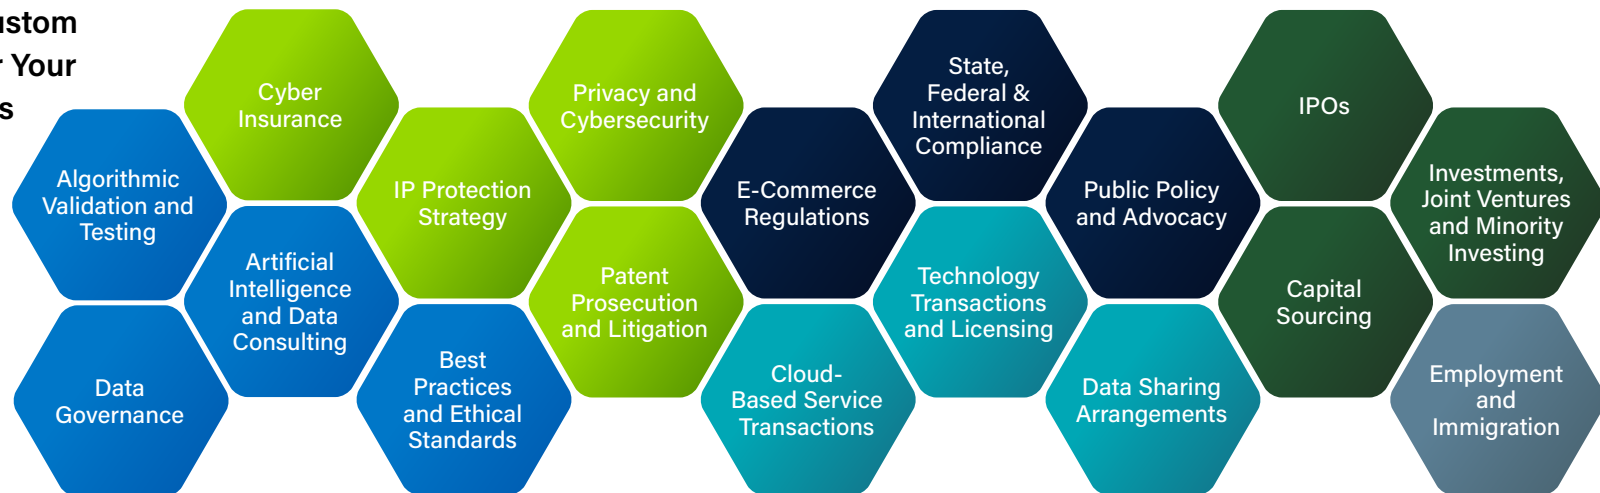 ustom
r Your
s
Cyber
Insurance
Privacy and
Cybersecurity
State,
Federal &
International
Compliance
IPOs
Algorithmic
Validation and
Testing
IP Protection
Strategy
E-Commerce
Regulations
Public Policy
and Advocacy
Investments,
Joint Ventures
and Minority
Investing
Artificial
Intelligence
and Data
Consulting
Patent
Prosecution
and Litigation
Technology
Transactions
and Licensing
Capital
Sourcing
Data
Governance
Best
Practices
and Ethical
Standards
Cloud-
Based Service
Transactions
Data Sharing
Arrangements
Employment
and
Immigration